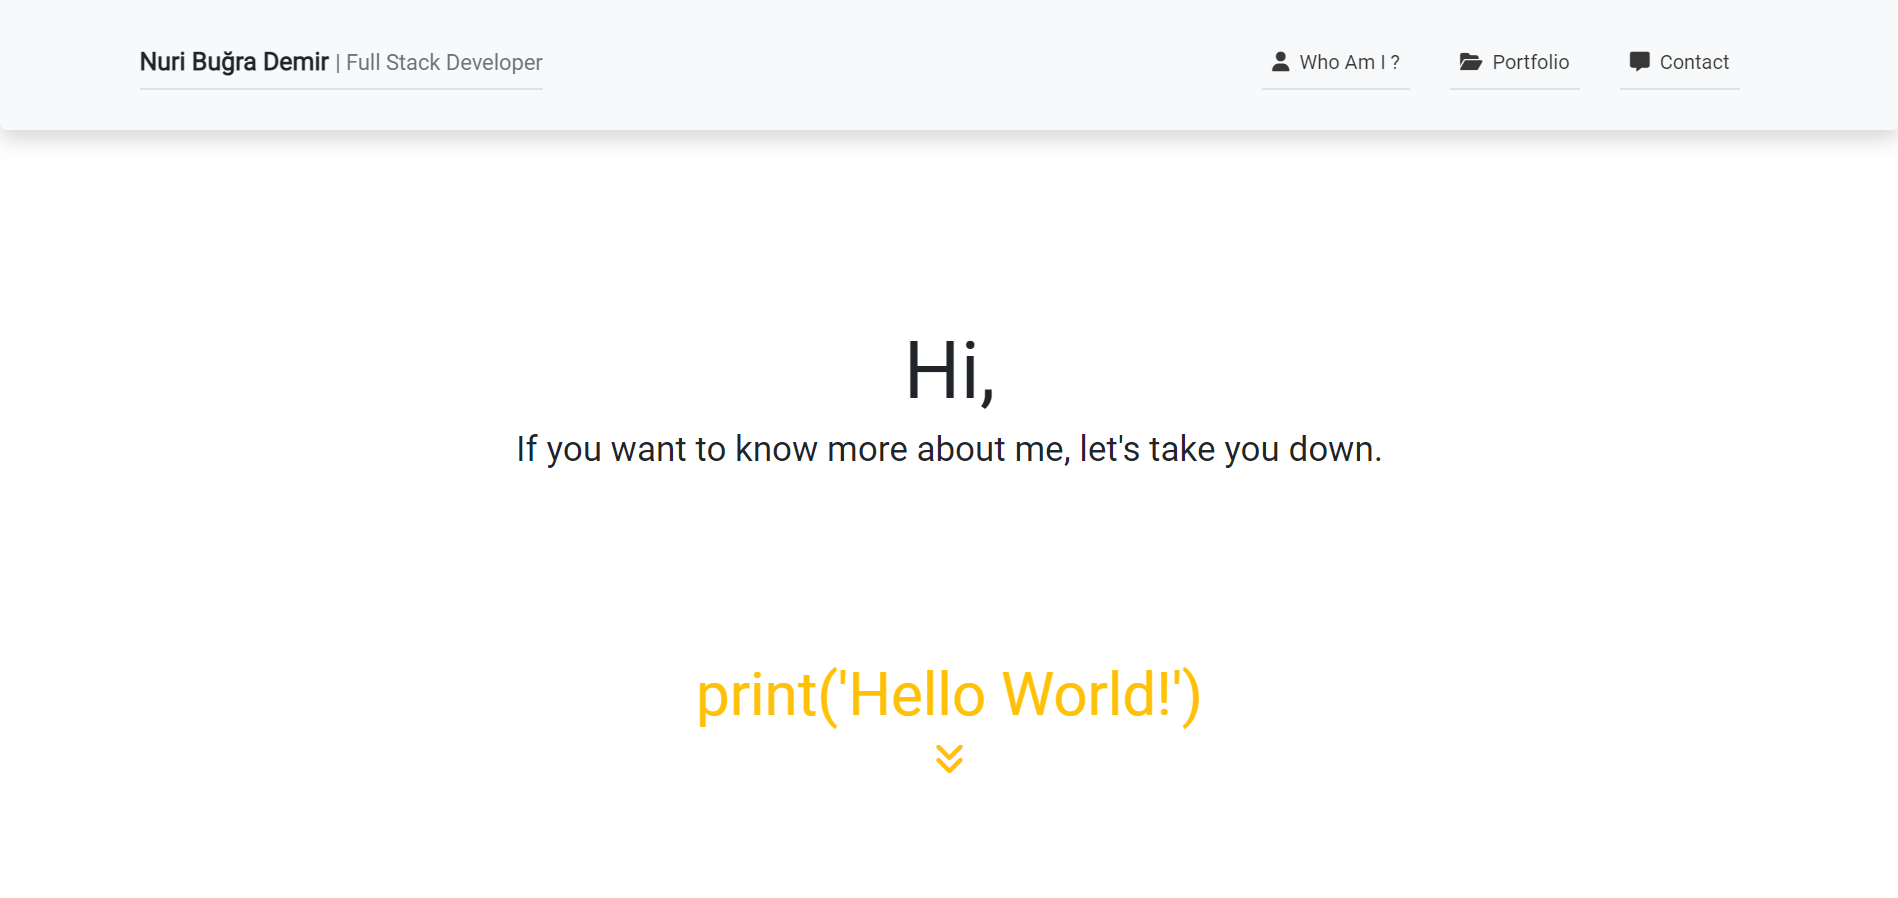 Nuri Buğra Demir | Full Stack Developer
Who Am I ?
Portfolio
Contact
Hi,
If you want to know more about me, let's take you down.
print('Hello World!')